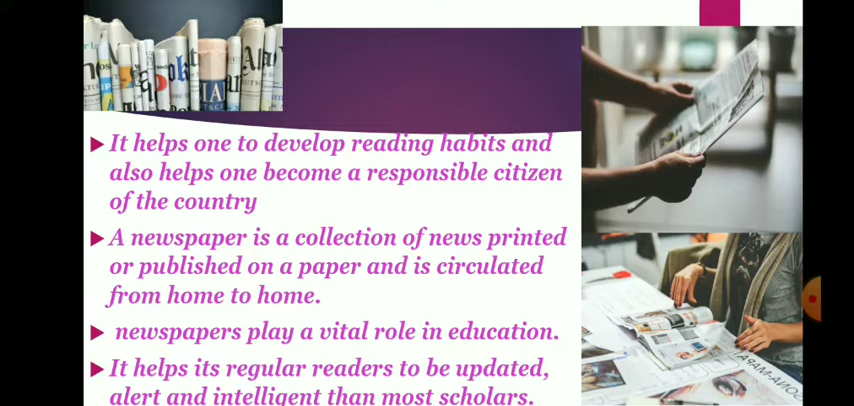 It helps one to develop reading habits and
also helps one become a responsible citizen
of the country
A newspaper is a collection of news printed
or published on a paper and is circulated
from home to home.
newspapers play a vital role in education.
It helps its regular readers to be updated,
alert and intelligent than most scholars.